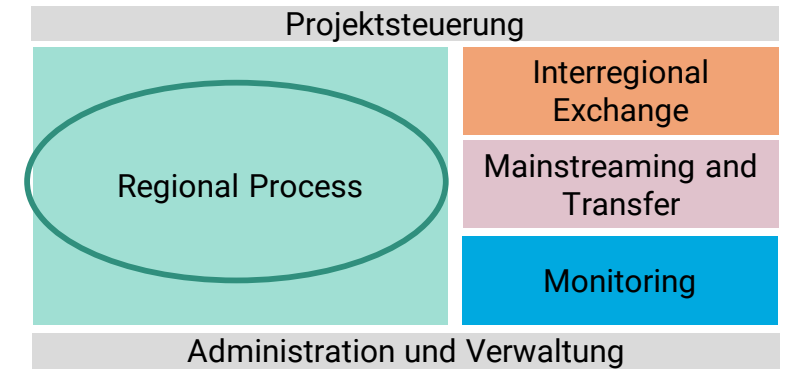 Projektsteuerung
Regional Process
Interregional
Exchange
Mainstreaming and
Transfer
Monitoring
Administration und Verwaltung